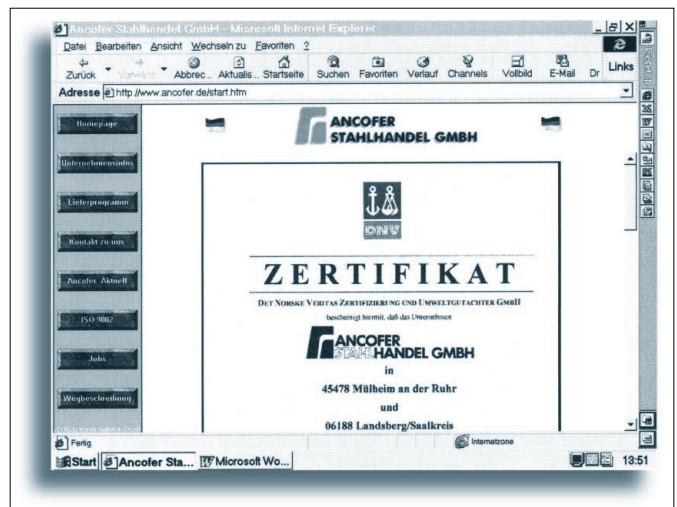 Ancofer Stahlhandel GmbH - Microsoft Internet Explorer
Datei Bearbeiten Ansicht Wechseln zu Favoriten ?
Zurück Vorwärts Abbrec... Aktualis... Startseite Suchen Favoriten Verlauf Channels Vollbild E-Mail Dr Links
Adresse http://www.ancofer.de/start.htm
Desktop
Homepage
Unternehmensinfos
Lieferprogramm
Kontakt zu uns
Ancofer Aktuell
ISO 9002
Jobs
Wegbeschreibung
ANCOFER
STAHLHANDEL GMBH
DNV
ZERTIFIKAT
DET NORSKE VERITAS ZERTIFIZIERUNG UND UMWELTGUTACHTER GMBH
bescheinigt hiermit, daß das Unternehmen
ANCOFER
STAHLHANDEL GMBH
in
45478 Mülheim an der Ruhr
und
06188 Landsberg/Saalkreis
Fertig Internetzone
Start Ancofer Sta... Microsoft Wo... 13:51